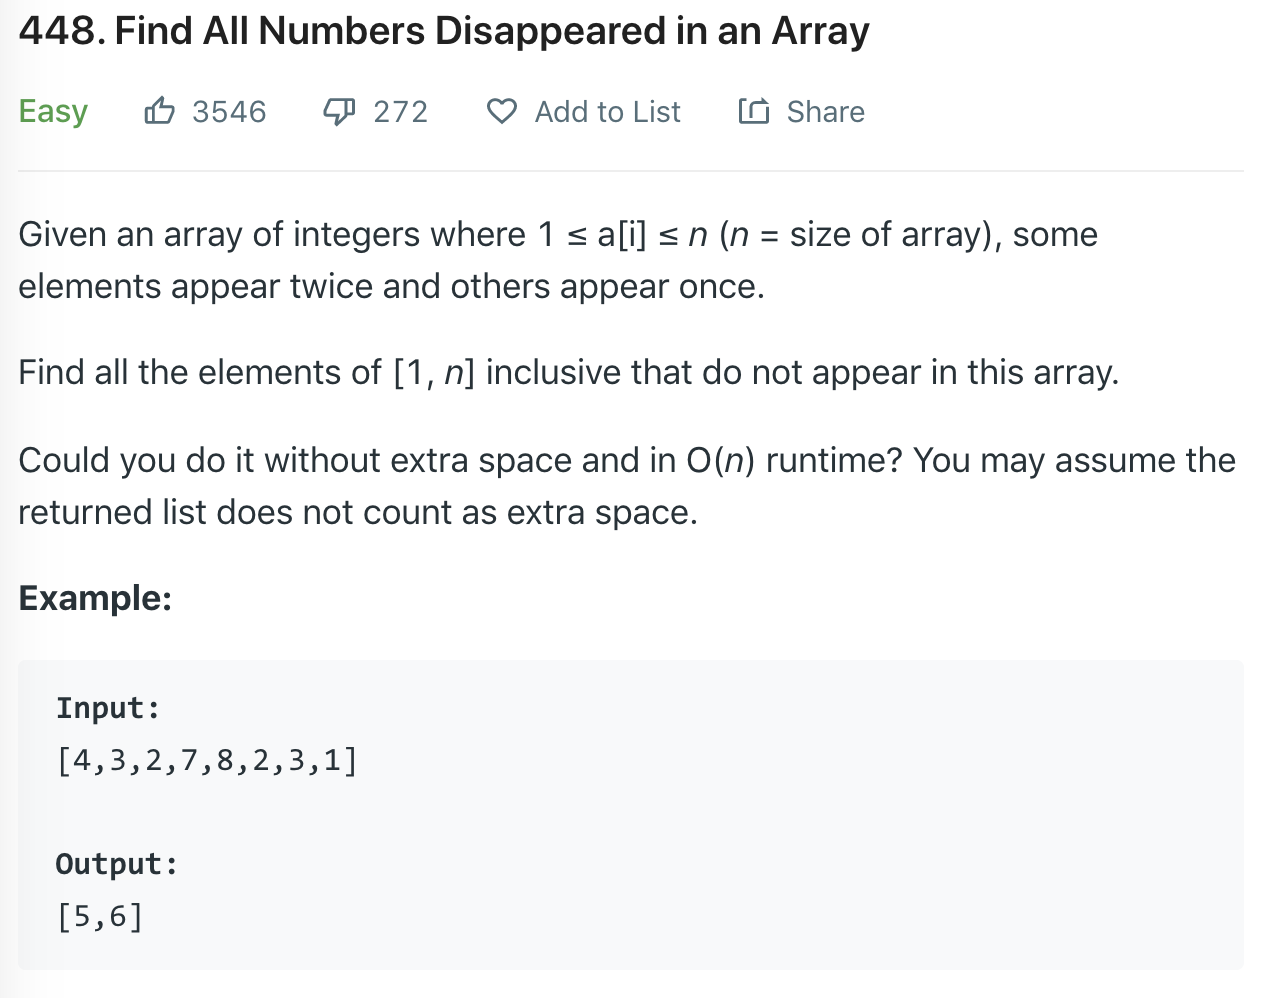 448. Find All Numbers Disappeared in an Array
Easy 3546 272 Add to List Share
Given an array of integers where 1 ≤ a[i] ≤ n (n = size of array), some
elements appear twice and others appear once.
Find all the elements of [1, n] inclusive that do not appear in this array.
Could you do it without extra space and in O(n) runtime? You may assume the
returned list does not count as extra space.
Example:
Input:
[4,3,2,7,8,2,3,1]
Output:
[5,6]